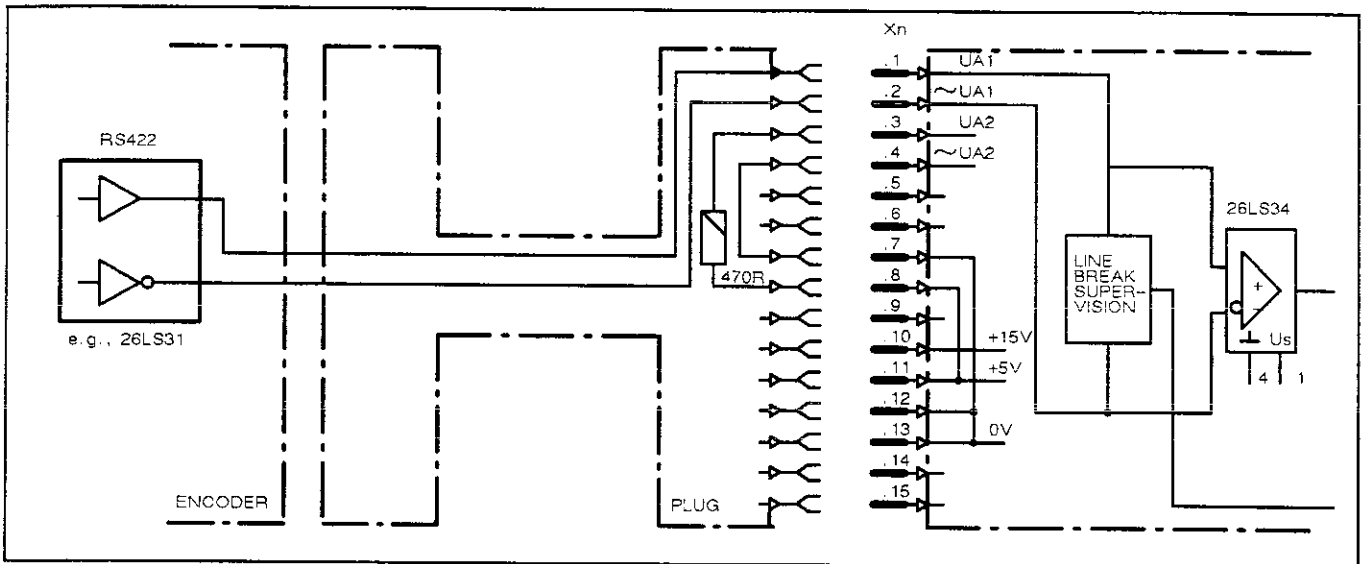 RS422
e.g., 26LS31
ENCODER
470R
PLUG
Xn
.1 UA1
.2 ~UA1
.3 UA2
.4 ~UA2
.5
.6
.7
.8
.9
.10 +15V
.11 +5V
.12
.13 0V
.14
.15
LINE
BREAK
SUPER-
VISION
26LS34
+
-
Us
4 1